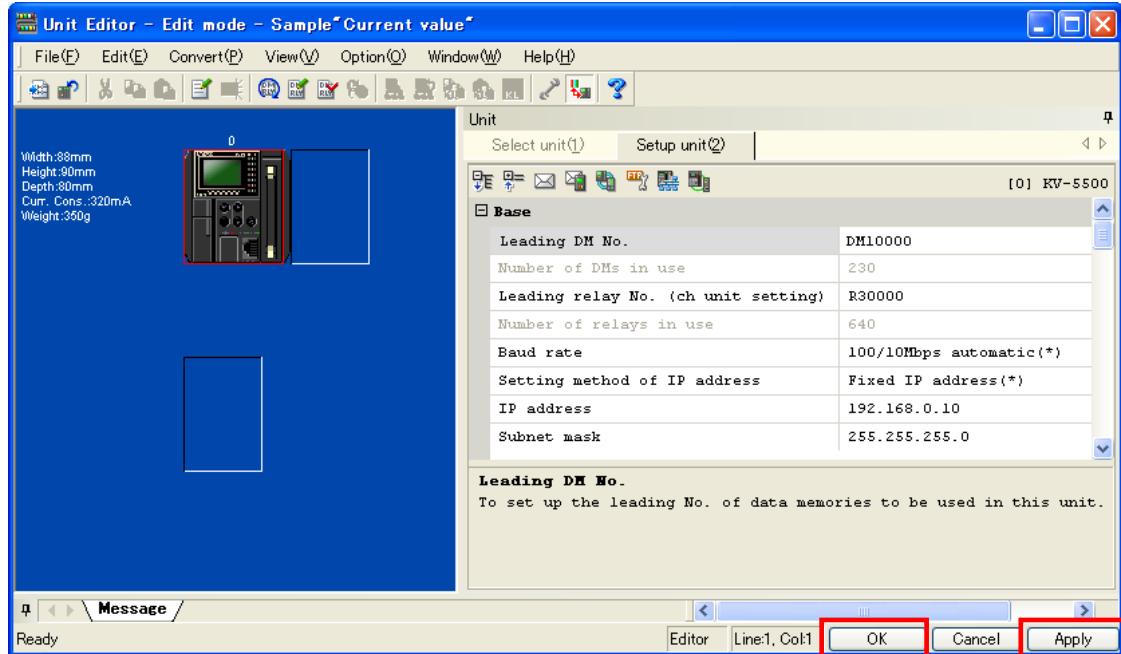 Unit Editor - Edit mode - Sample"Current value"
File(F) Edit(E) Convert(P) View(V) Option(O) Window(W) Help(H)
Width:88mm
Height:90mm
Depth:80mm
Curr. Cons.:320mA
Weight:350g
0
Unit
Select unit(1) Setup unit(2)
[0] KV-5500
Base
Leading DM No. DM10000
Number of DMs in use 230
Leading relay No. (ch unit setting) R30000
Number of relays in use 640
Baud rate 100/10Mbps automatic(*)
Setting method of IP address Fixed IP address(*)
IP address 192.168.0.10
Subnet mask 255.255.255.0
Leading DM No.
To set up the leading No. of data memories to be used in this unit.
Message
Ready Editor Line:1, Col:1 OK Cancel Apply